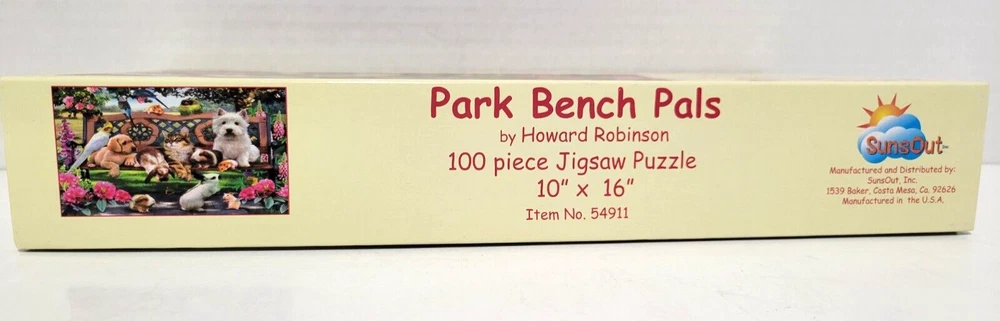 Park Bench Pals
by Howard Robinson
100 piece Jigsaw Puzzle
10" x 16"
Item No. 54911
SunsOut
Manufactured and Distributed by:
SunsOut, Inc.
1539 Baker, Costa Mesa, Ca. 92626
Manufactured in the U.S.A.